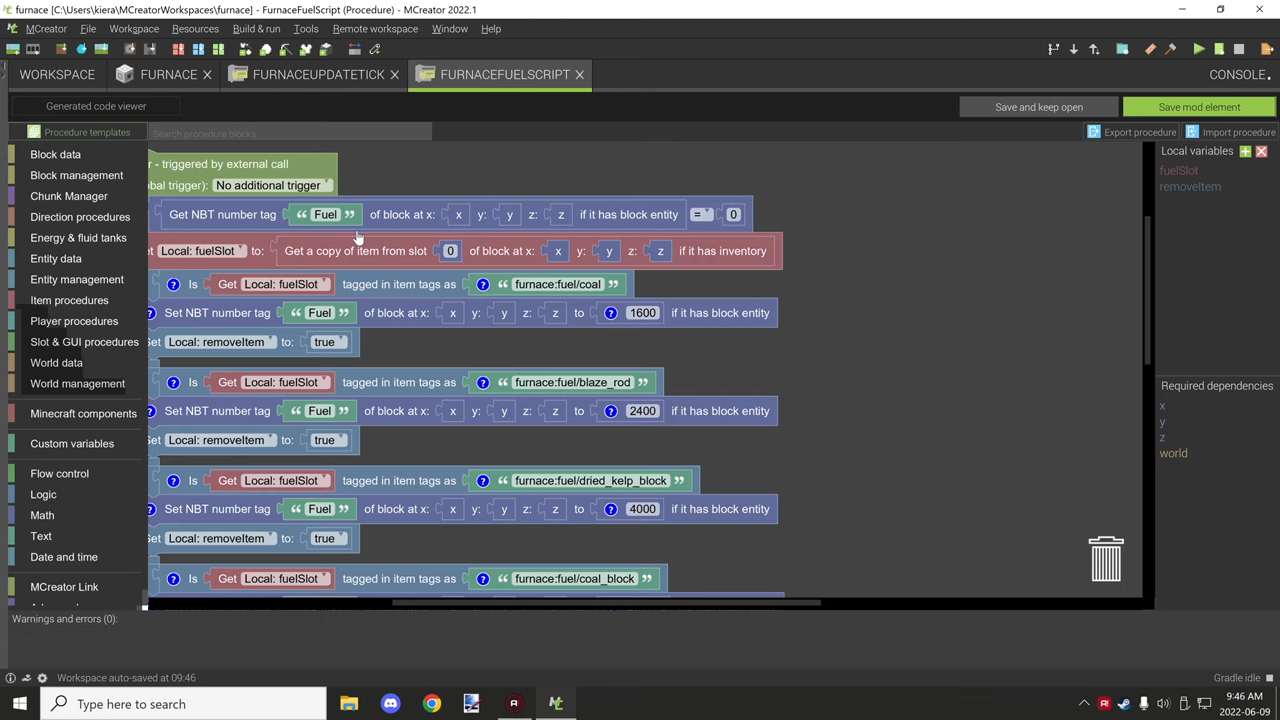 furnace [C:\Users\kiera\MCreatorWorkspaces\furnace] - FurnaceFuelScript (Procedure) - MCreator 2022.1
MCreator File Workspace Resources Build & run Tools Remote workspace Window Help
WORKSPACE FURNACE FURNACEUPDATETICK FURNACEFUELSCRIPT CONSOLE
Generated code viewer Save and keep open Save mod element
Procedure templates Search procedure blocks Export procedure Import procedure
Block data
Block management
Chunk Manager
Direction procedures
Energy & fluid tanks
Entity data
Entity management
Item procedures
Player procedures
Slot & GUI procedures
World data
World management
Minecraft components
Custom variables
Flow control
Logic
Math
Text
Date and time
MCreator Link
r - triggered by external call
bal trigger): No additional trigger
Get NBT number tag “ Fuel ” of block at x: x y: y z: z if it has block entity = 0
et Local: fuelSlot to: Get a copy of item from slot 0 of block at x: x y: y z: z if it has inventory
? Is Get Local: fuelSlot tagged in item tags as ? “ furnace:fuel/coal ”
? Set NBT number tag “ Fuel ” of block at x: x y: y z: z to ? 1600 if it has block entity
Set Local: removeItem to: true
? Is Get Local: fuelSlot tagged in item tags as ? “ furnace:fuel/blaze_rod ”
? Set NBT number tag “ Fuel ” of block at x: x y: y z: z to ? 2400 if it has block entity
Set Local: removeItem to: true
? Is Get Local: fuelSlot tagged in item tags as ? “ furnace:fuel/dried_kelp_block ”
? Set NBT number tag “ Fuel ” of block at x: x y: y z: z to ? 4000 if it has block entity
Set Local: removeItem to: true
? Is Get Local: fuelSlot tagged in item tags as ? “ furnace:fuel/coal_block ”
Local variables
fuelSlot
removeItem
Required dependencies
x
y
z
world
Warnings and errors (0):
Workspace auto-saved at 09:46 Gradle idle
Type here to search
9:46 AM
2022-06-09